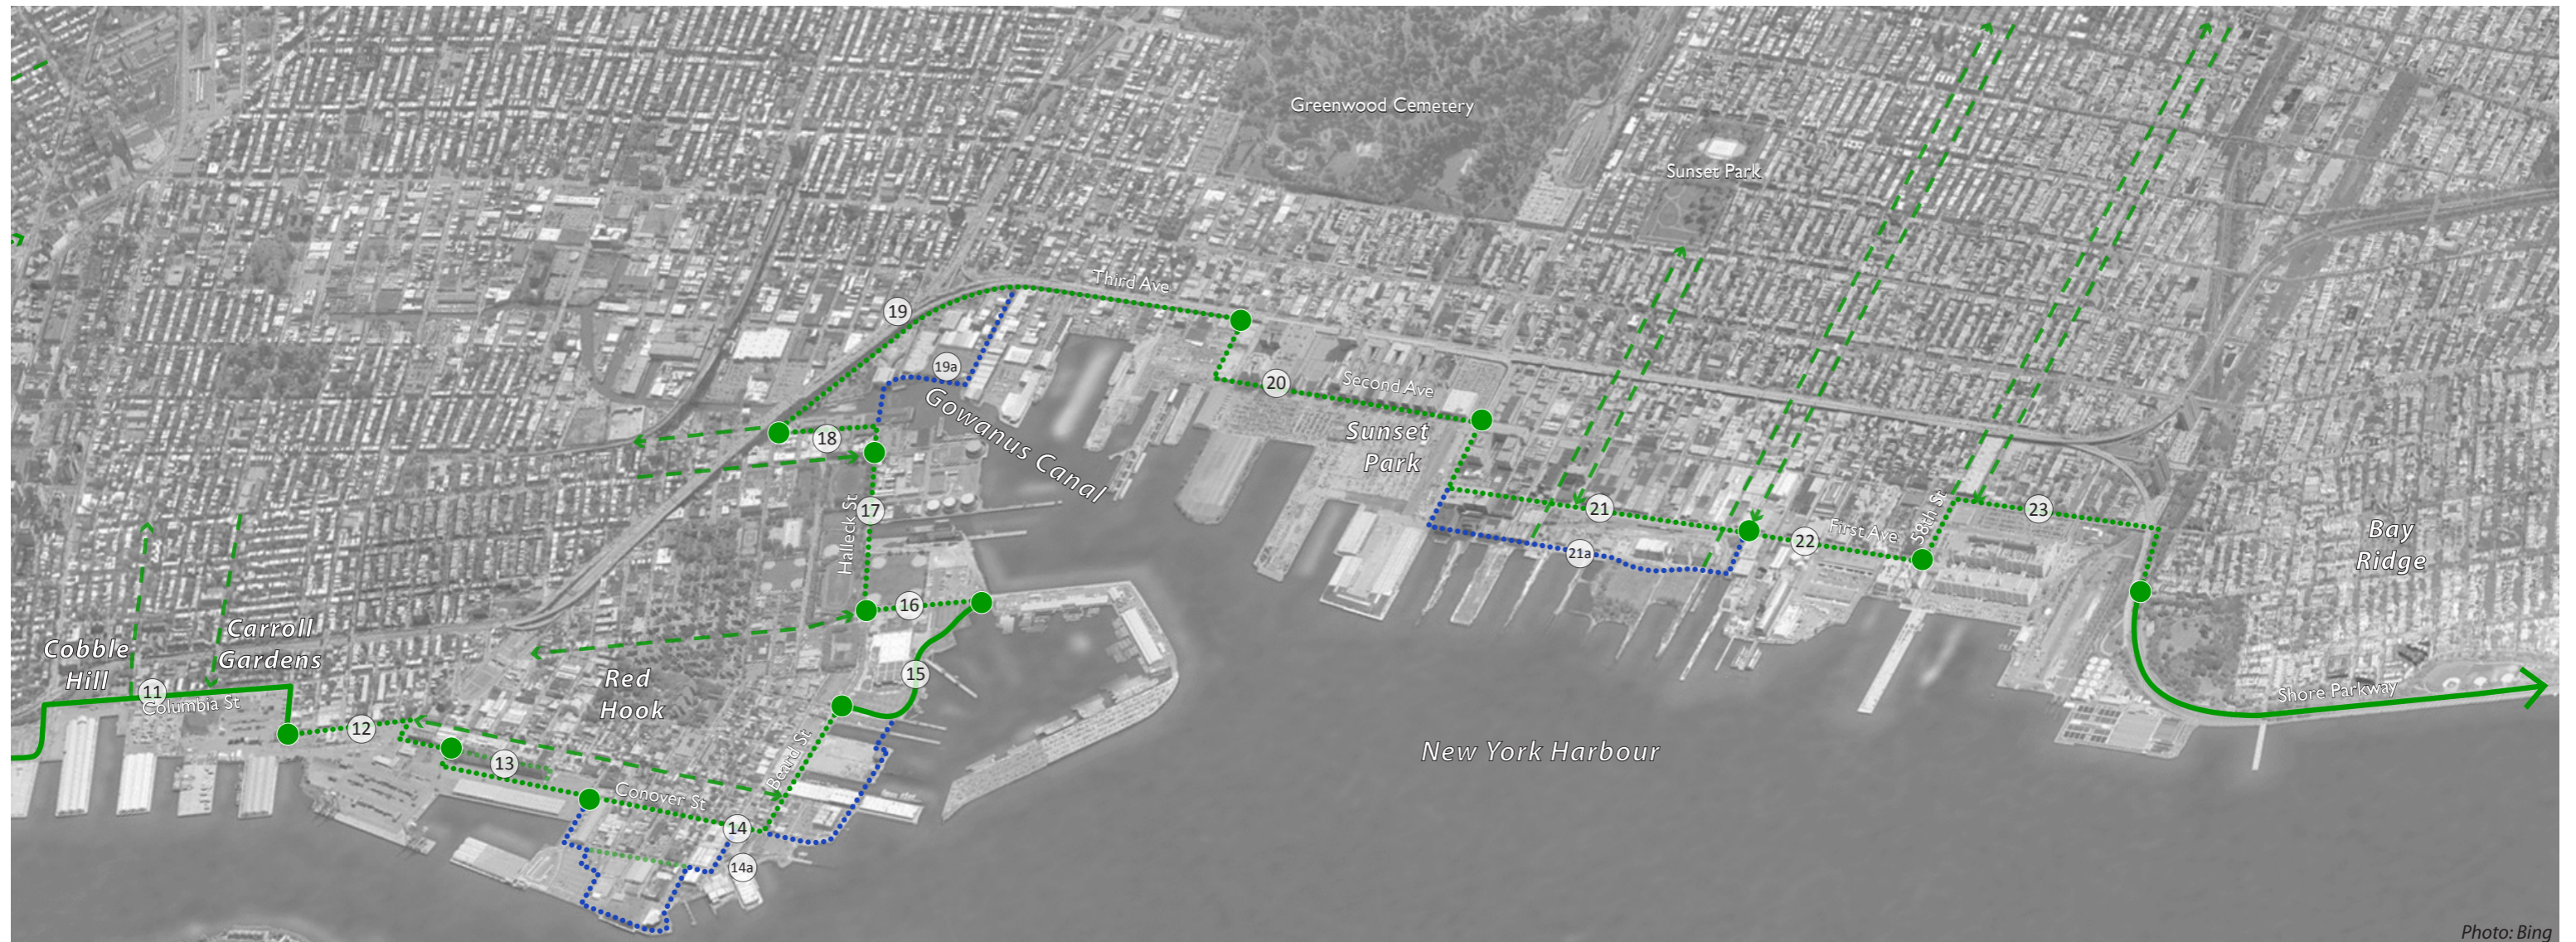 Greenwood Cemetery
Sunset Park
Third Ave
19
19a
Second Ave
20
Gowanus Canal
Sunset
Park
18
Halleck St
17
21
21a
First Ave
22
58th St
23
Bay
Ridge
16
15
Cobble
Hill
Carroll
Gardens
11
Columbia St
Red
Hook
12
13
Conover St
Beard St
14
14a
New York Harbour
Shore Parkway
Photo: Bing